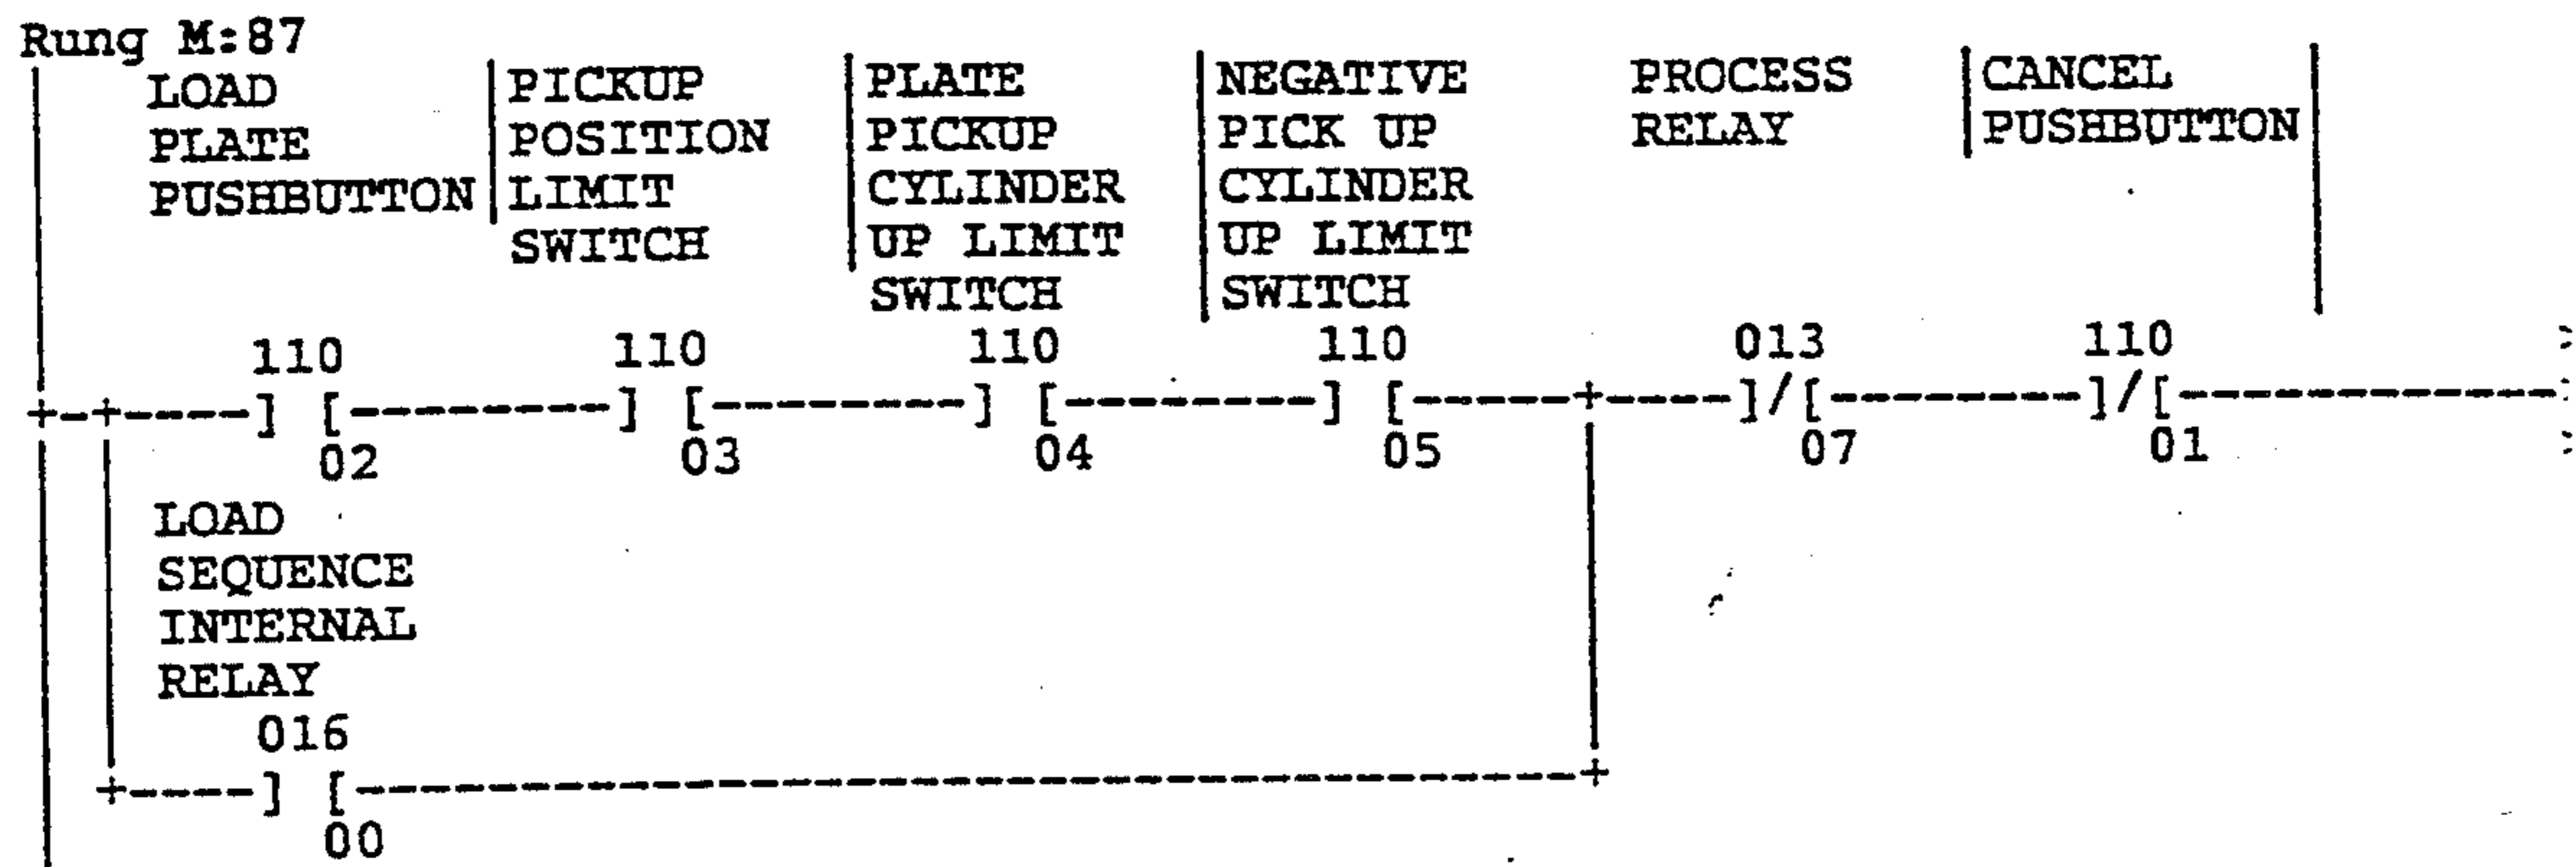 Rung M:87
LOAD PICKUP PLATE NEGATIVE PROCESS CANCEL
PLATE POSITION PICKUP PICK UP RELAY PUSHBUTTON
PUSHBUTTON LIMIT CYLINDER CYLINDER
SWITCH UP LIMIT UP LIMIT
SWITCH SWITCH
110 110 110 110 013 110
+-+-----] [---------] [---------] [---------] [-----+-----]/[---------]/[-------------
02 03 04 05 07 01
LOAD
SEQUENCE
INTERNAL
RELAY
016
+-----] [-----------------------------------------+
00